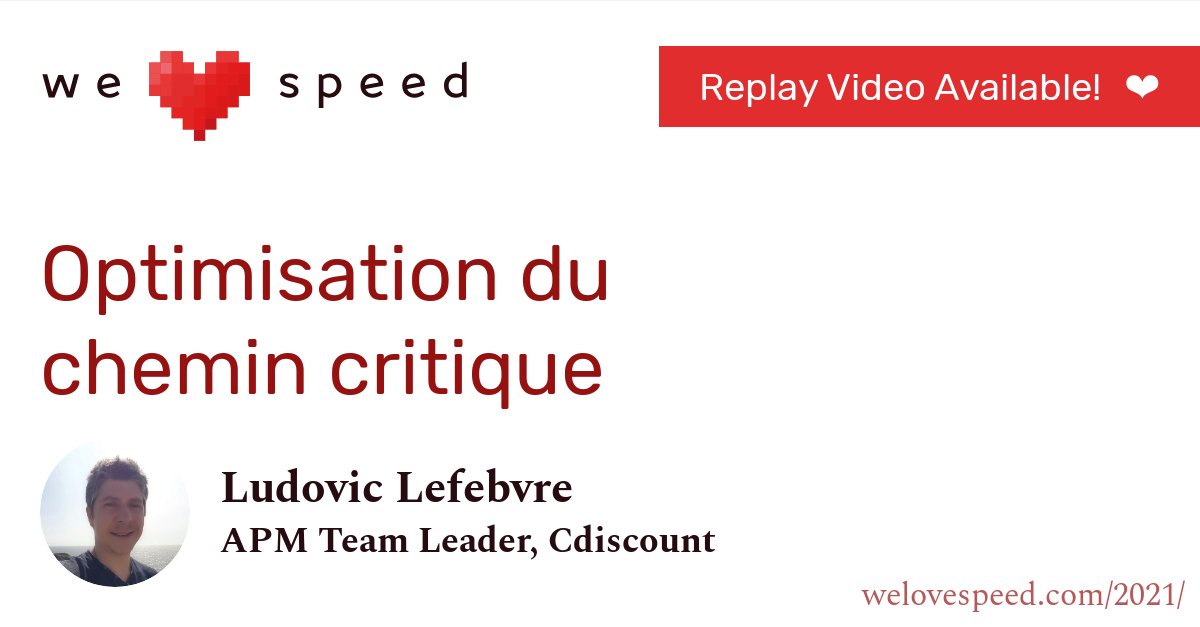 we speed
Replay Video Available! ❤
Optimisation du
chemin critique
Ludovic Lefebvre
APM Team Leader, Cdiscount
welovespeed.com/2021/